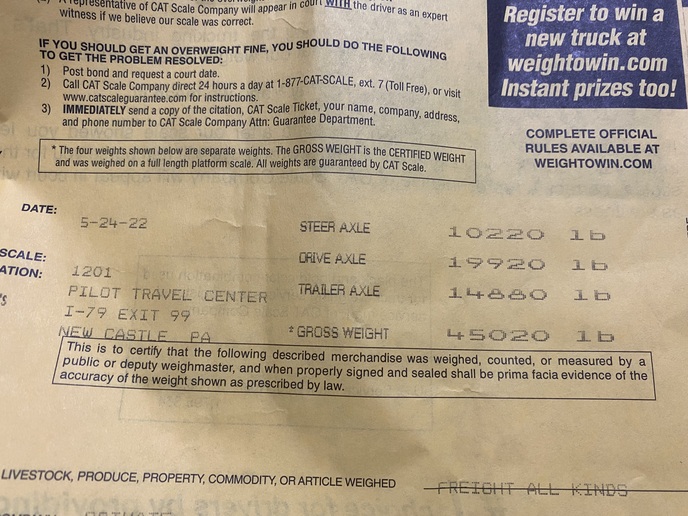 representative of CAT Scale Company will appear in court WITH the driver as an expert
witness if we believe our scale was correct.
IF YOU SHOULD GET AN OVERWEIGHT FINE, YOU SHOULD DO THE FOLLOWING
TO GET THE PROBLEM RESOLVED:
1) Post bond and request a court date.
2) Call CAT Scale Company direct 24 hours a day at 1-877-CAT-SCALE, ext. 7 (Toll Free), or visit
www.catscaleguarantee.com for instructions.
3) IMMEDIATELY send a copy of the citation, CAT Scale Ticket, your name, company, address,
and phone number to CAT Scale Company Attn: Guarantee Department.
* The four weights shown below are separate weights. The GROSS WEIGHT is the CERTIFIED WEIGHT
and was weighed on a full length platform scale. All weights are guaranteed by CAT Scale.
Register to win a
new truck at
weightowin.com
Instant prizes too!
COMPLETE OFFICIAL
RULES AVAILABLE AT
WEIGHTOWIN.COM
DATE:
5-24-22
STEER AXLE 10220 lb
DRIVE AXLE 19920 lb
TRAILER AXLE 14880 lb
* GROSS WEIGHT 45020 lb
SCALE: 1201
ATION: PILOT TRAVEL CENTER
I-79 EXIT 99
NEW CASTLE PA
This is to certify that the following described merchandise was weighed, counted, or measured by a
public or deputy weighmaster, and when properly signed and sealed shall be prima facia evidence of the
accuracy of the weight shown as prescribed by law.
LIVESTOCK, PRODUCE, PROPERTY, COMMODITY, OR ARTICLE WEIGHED FREIGHT ALL KINDS